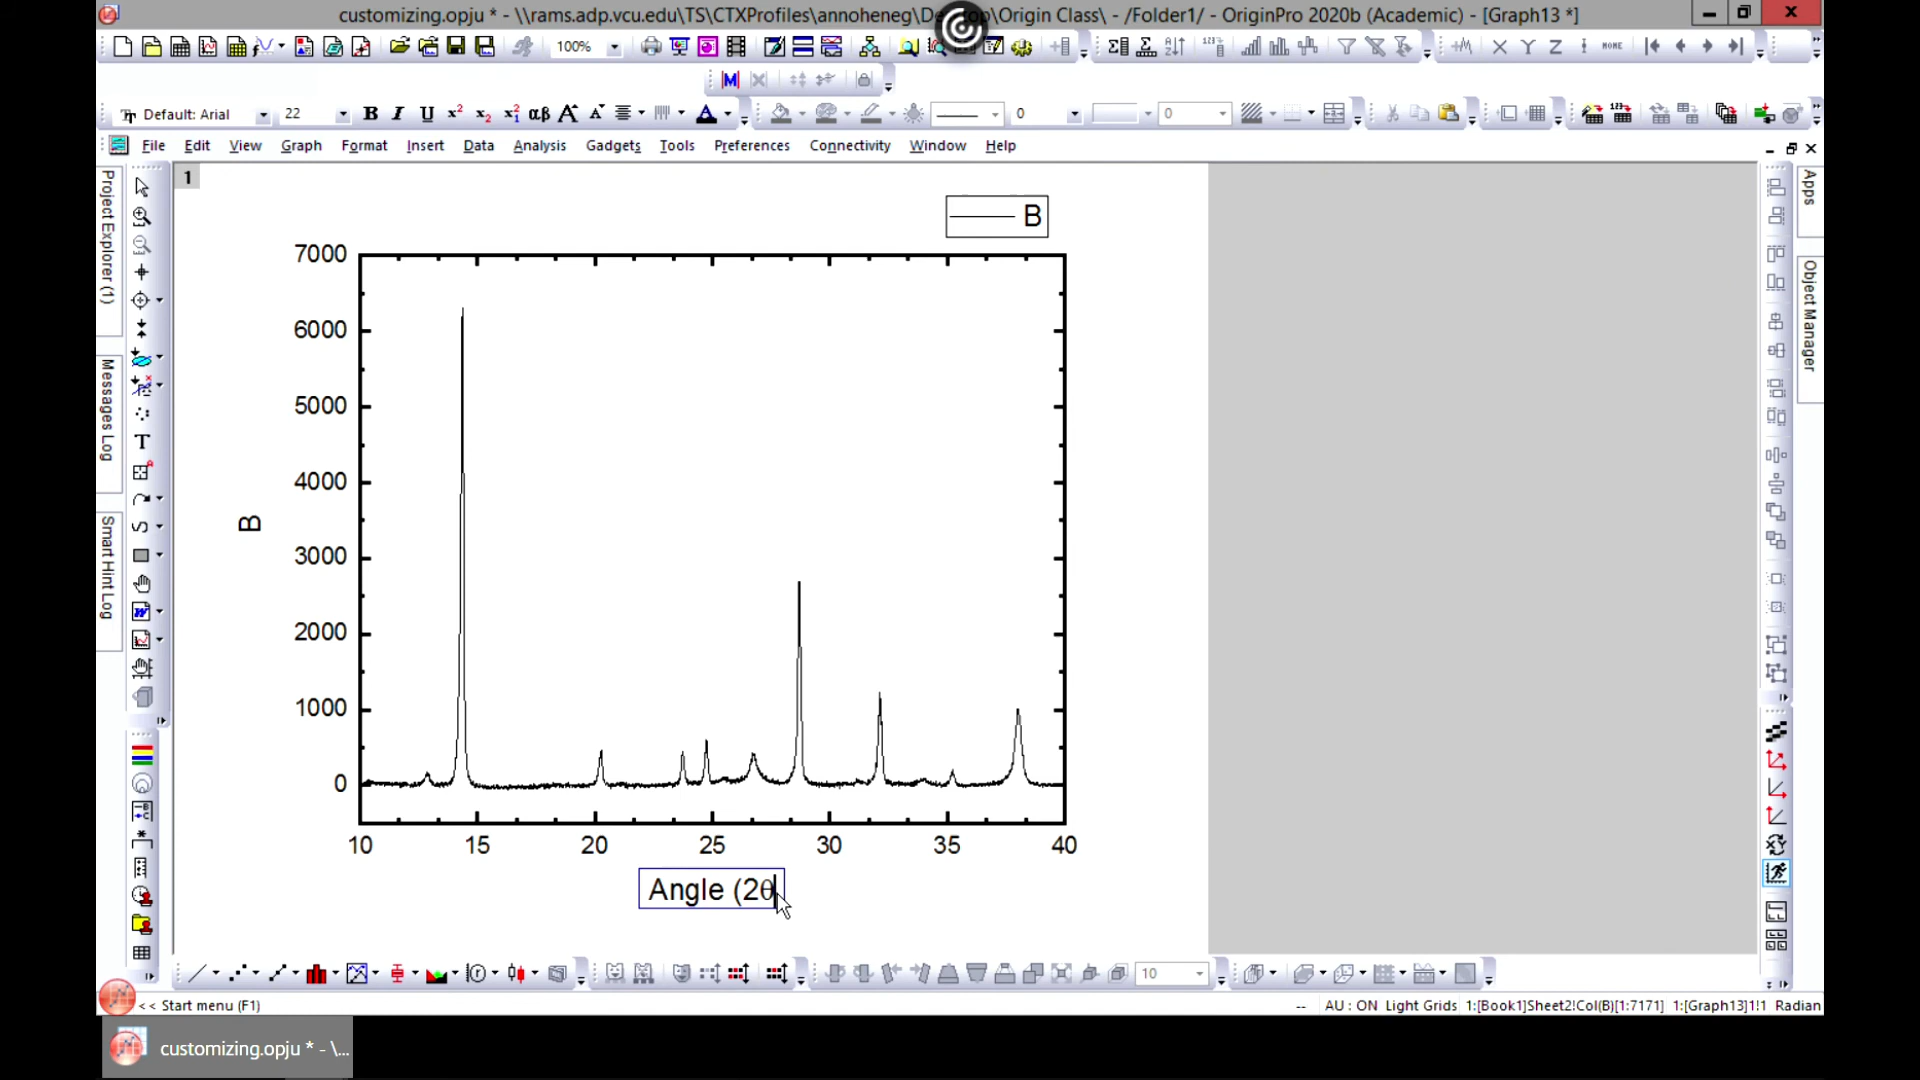 customizing.opju * - \\rams.adp.vcu.edu\TS\CTXProfiles\annoheneg\De op\Origin Class\ - /Folder1/ - OriginPro 2020b (Academic) - [Graph13 *]
100%
Default: Arial 22 B I U 0 0
File Edit View Graph Format Insert Data Analysis Gadgets Tools Preferences Connectivity Window Help
1
Project Explorer (1)
Messages Log
Smart Hint Log
Apps
Object Manager
B
7000
6000
5000
4000
3000
2000
1000
0
B
10 15 20 25 30 35 40
Angle (2θ
10
<< Start menu (F1)
-- AU : ON Light Grids 1:[Book1]Sheet2!Col(B)[1:7171] 1:[Graph13]1!1 Radian
customizing.opju * - \...